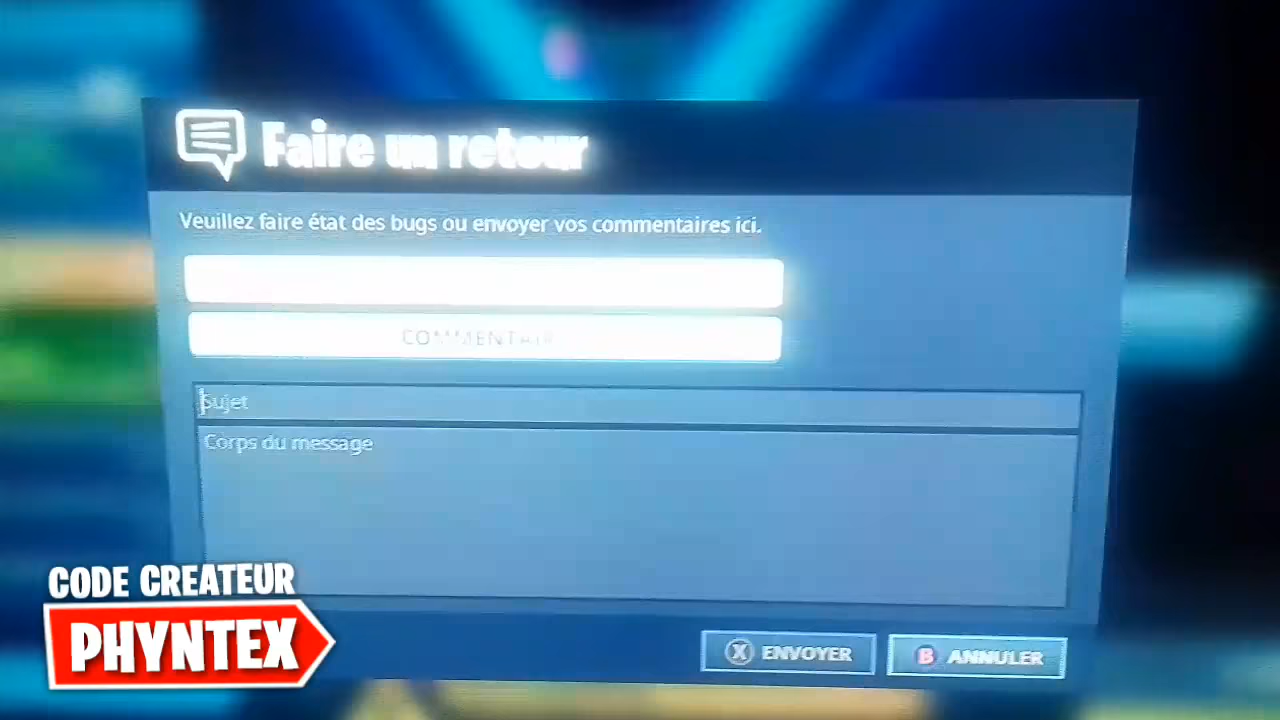 Faire un retour
Veuillez faire état des bugs ou envoyer vos commentaires ici.
COMMENTAIR
Sujet
Corps du message
CODE CREATEUR
PHYNTEX
X ENVOYER
B ANNULER